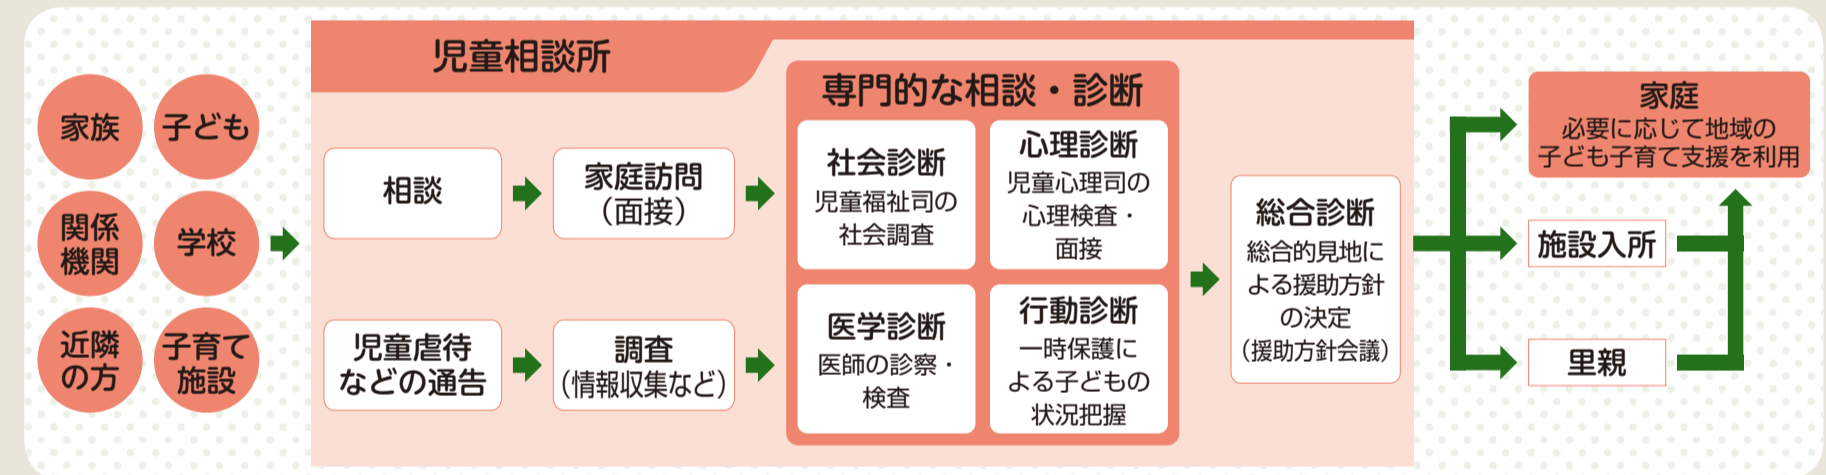 家族
子ども
関係
機関
学校
近隣
の方
子育て
施設
児童相談所
相談
家庭訪問
（面接）
児童虐待
などの通告
調査
（情報収集など）
専門的な相談・診断
社会診断
児童福祉司の
社会調査
心理診断
児童心理司の
心理検査・
面接
医学診断
医師の診察・
検査
行動診断
一時保護に
よる子どもの
状況把握
総合診断
総合的見地に
よる援助方針
の決定
（援助方針会議）
家庭
必要に応じて地域の
子ども子育て支援を利用
施設入所
里親